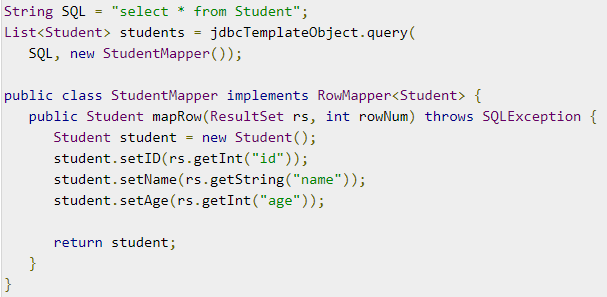 String SQL = "select * from Student";
List<Student> students = jdbcTemplateObject.query(
   SQL, new StudentMapper());

public class StudentMapper implements RowMapper<Student> {
   public Student mapRow(ResultSet rs, int rowNum) throws SQLException {
      Student student = new Student();
      student.setID(rs.getInt("id"));
      student.setName(rs.getString("name"));
      student.setAge(rs.getInt("age"));

      return student;
   }
}